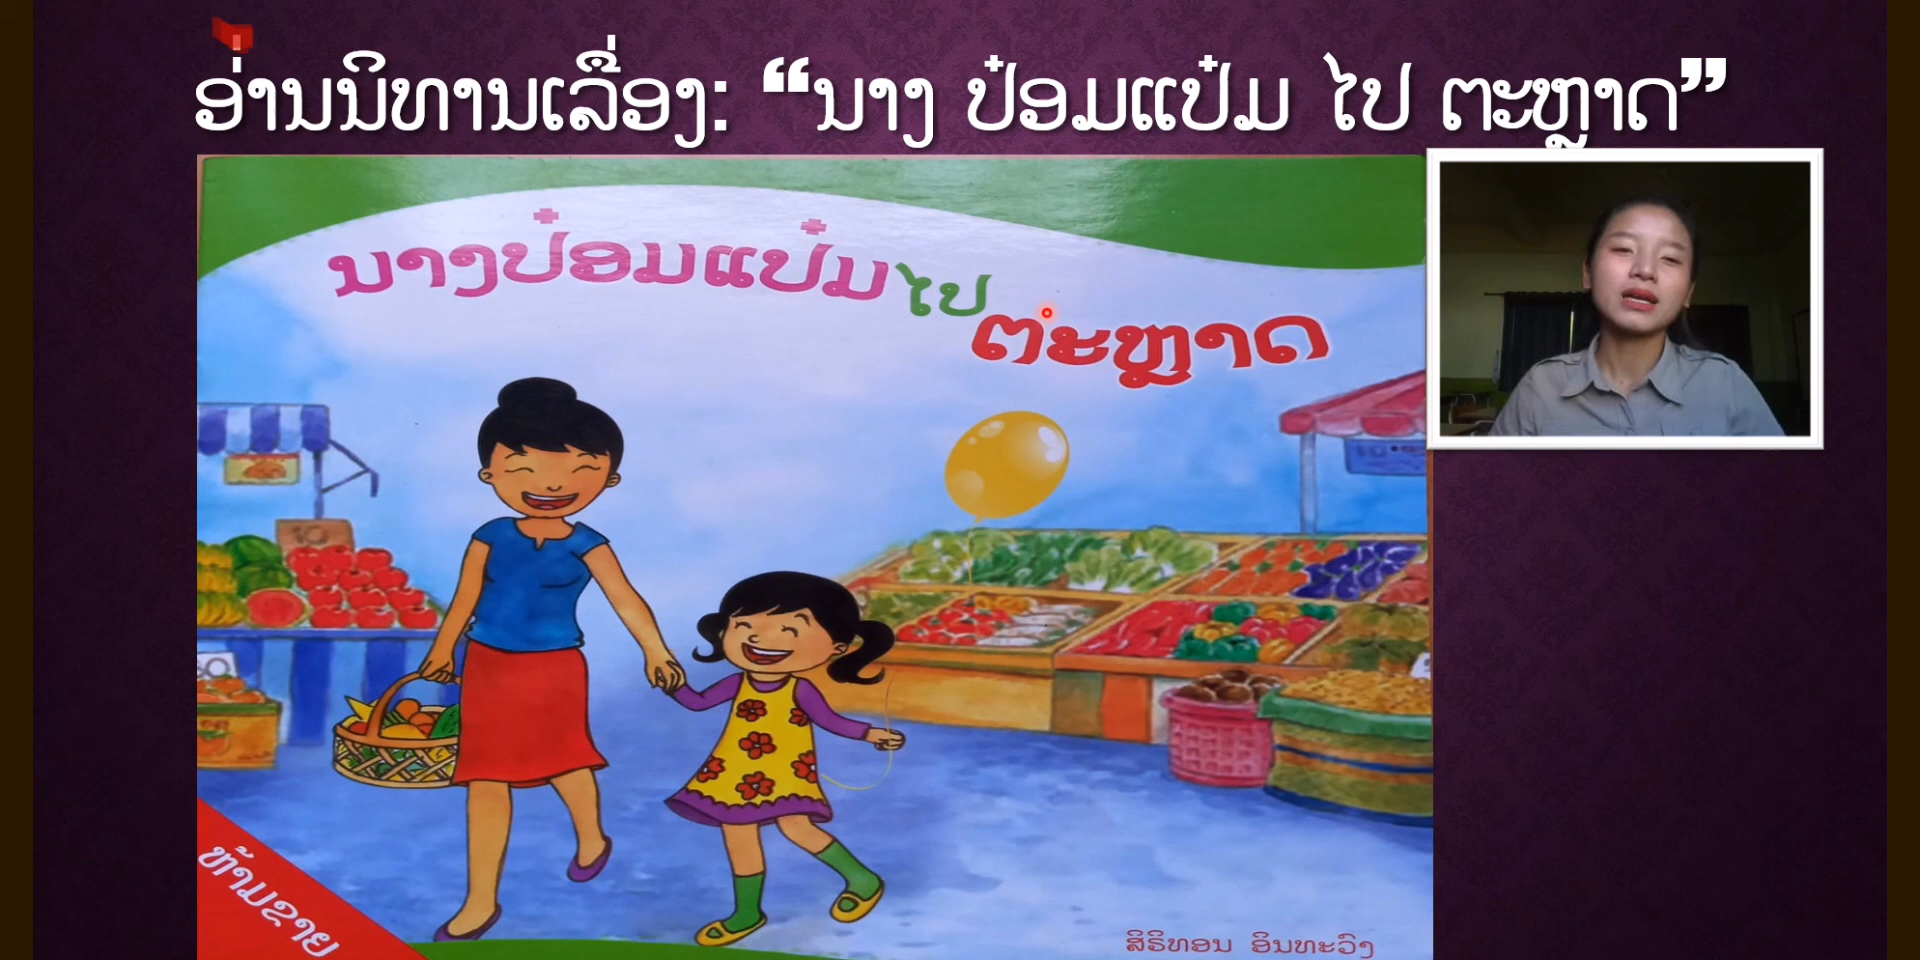 ອ່ານນິທານເລື່ອງ: “ນາງ ປ໋ອມແປ໋ມ ໄປ ຕະຫຼາດ”
ນາງປ໋ອມແປ໋ມໄປ
ຕະຫຼາດ
10
ຫ້າມຂາຍ
ສິຣິທອນ ອິນທະວົງ